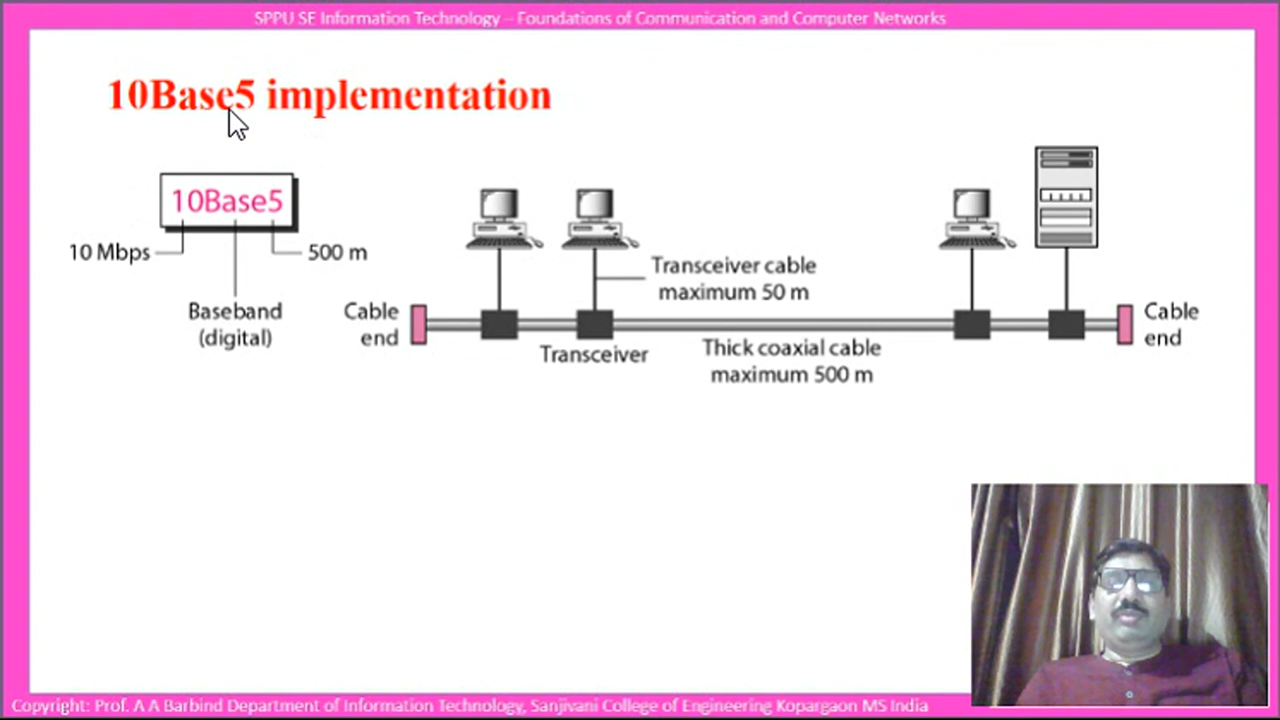 SPPU SE Information Technology – Foundations of Communication and Computer Networks
10Base5 implementation
10Base5
10 Mbps
500 m
Baseband
(digital)
Transceiver cable
maximum 50 m
Cable
end
Transceiver
Thick coaxial cable
maximum 500 m
Cable
end
Copyright: Prof. A A Barbind Department of Information Technology, Sanjivani College of Engineering Kopargaon MS India